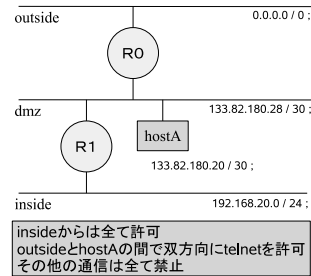 outside 0.0.0.0 / 0 ;
R0
dmz 133.82.180.28 / 30 ;
R1 hostA
133.82.180.20 / 30 ;
inside 192.168.20.0 / 24 ;
insideからは全て許可
outsideとhostAの間で双方向にtelnetを許可
その他の通信は全て禁止